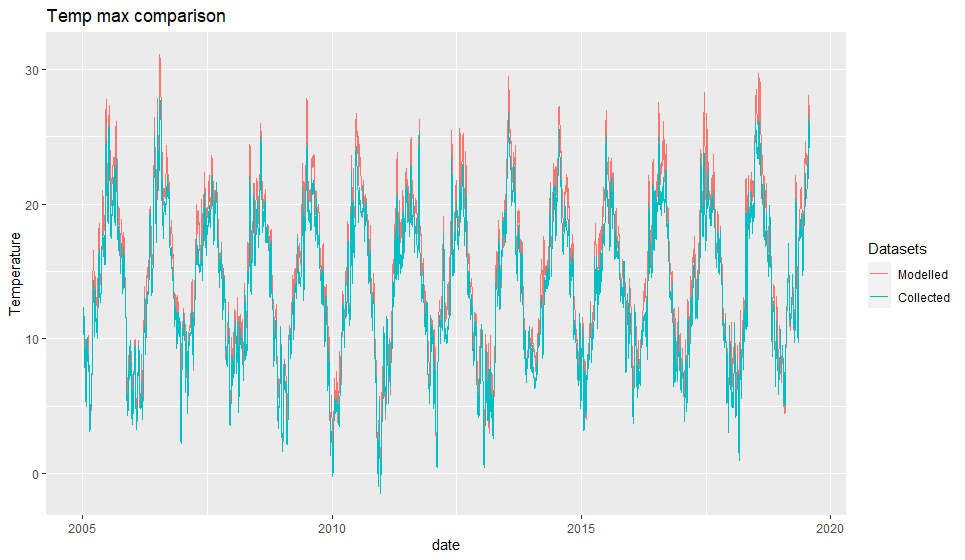 Temp max comparison
Temperature
30
20
10
0
2005
2010
2015
2020
date
Datasets
Modelled
Collected